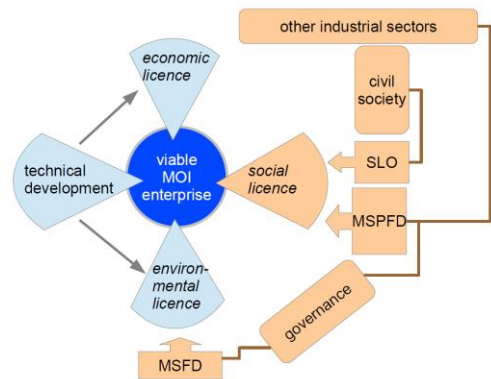 other industrial sectors
economic
licence
civil
society
viable
MOI
enterprise
technical
development
social
licence
SLO
MSPFD
environ-
mental
licence
governance
MSFD